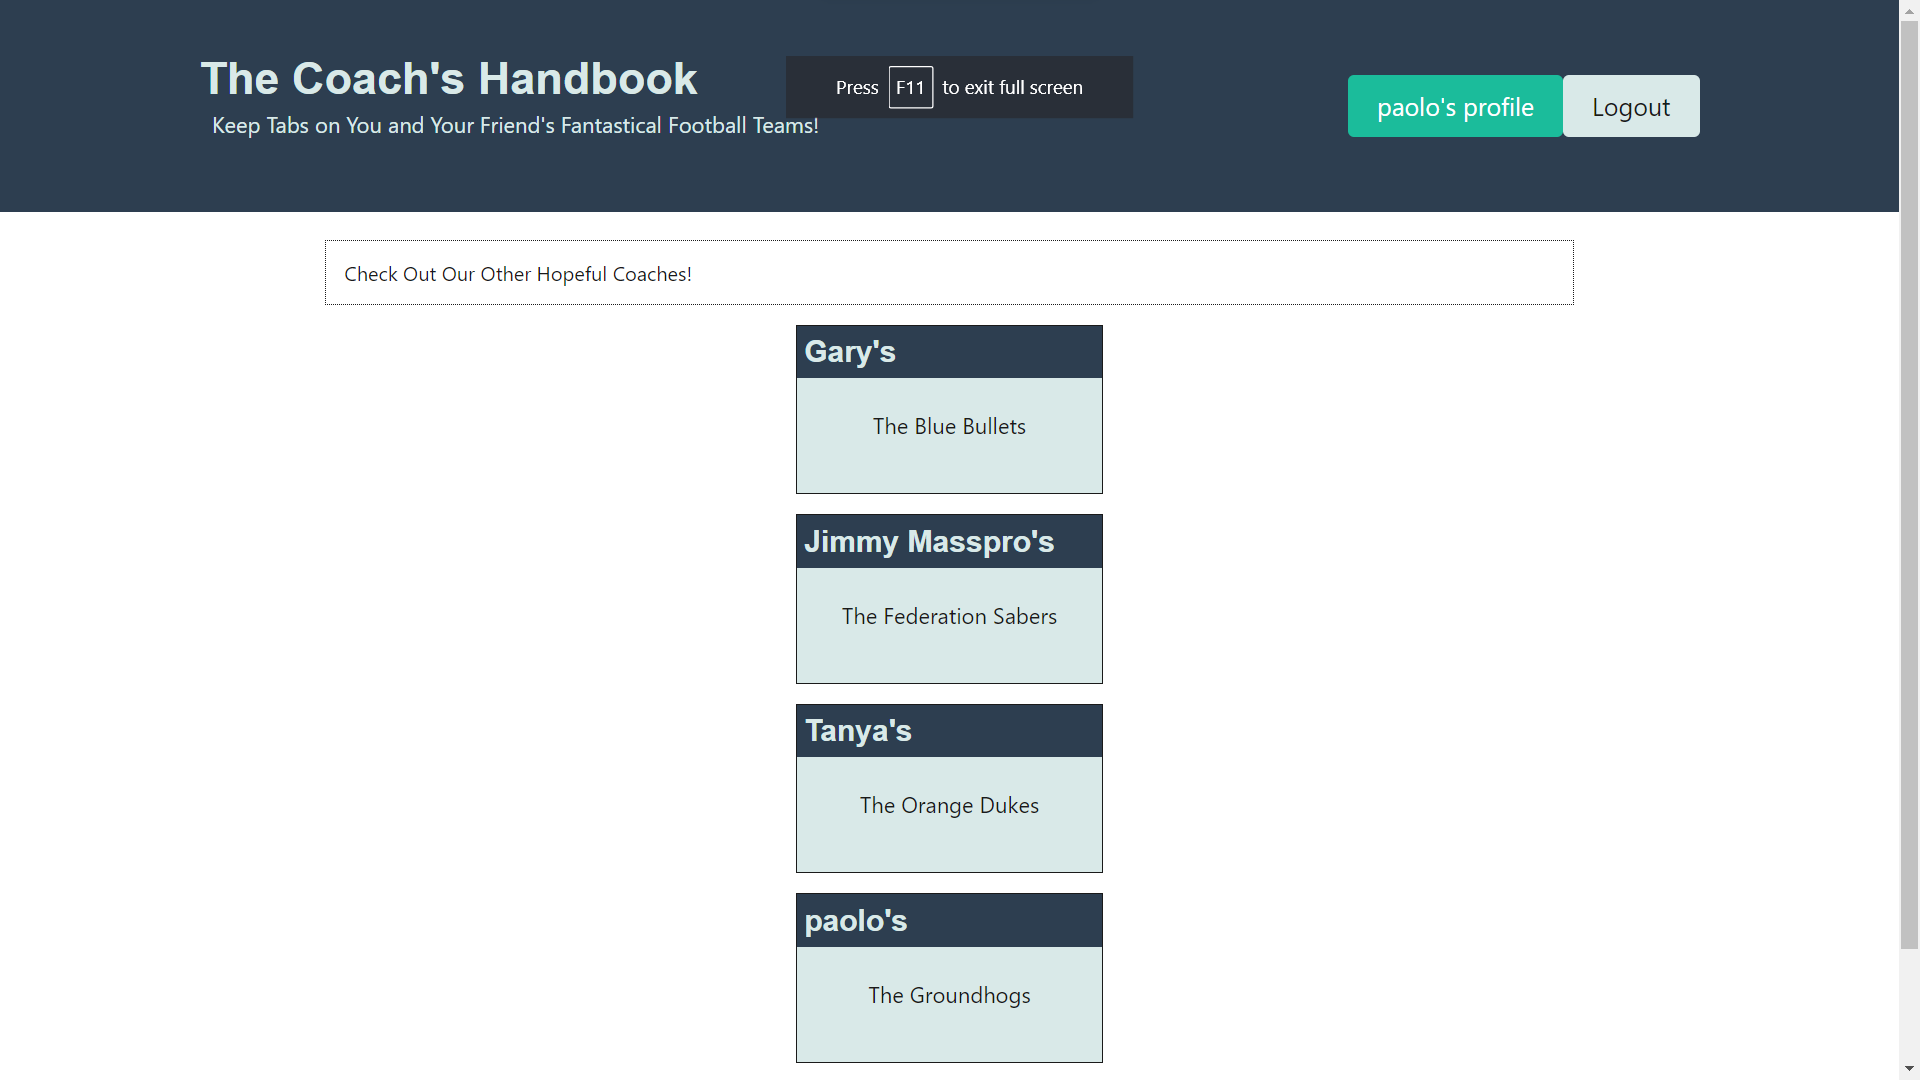 The Coach's Handbook
Keep Tabs on You and Your Friend's Fantastical Football Teams!
Press F11 to exit full screen
paolo's profile
Logout
Check Out Our Other Hopeful Coaches!
Gary's
The Blue Bullets
Jimmy Masspro's
The Federation Sabers
Tanya's
The Orange Dukes
paolo's
The Groundhogs